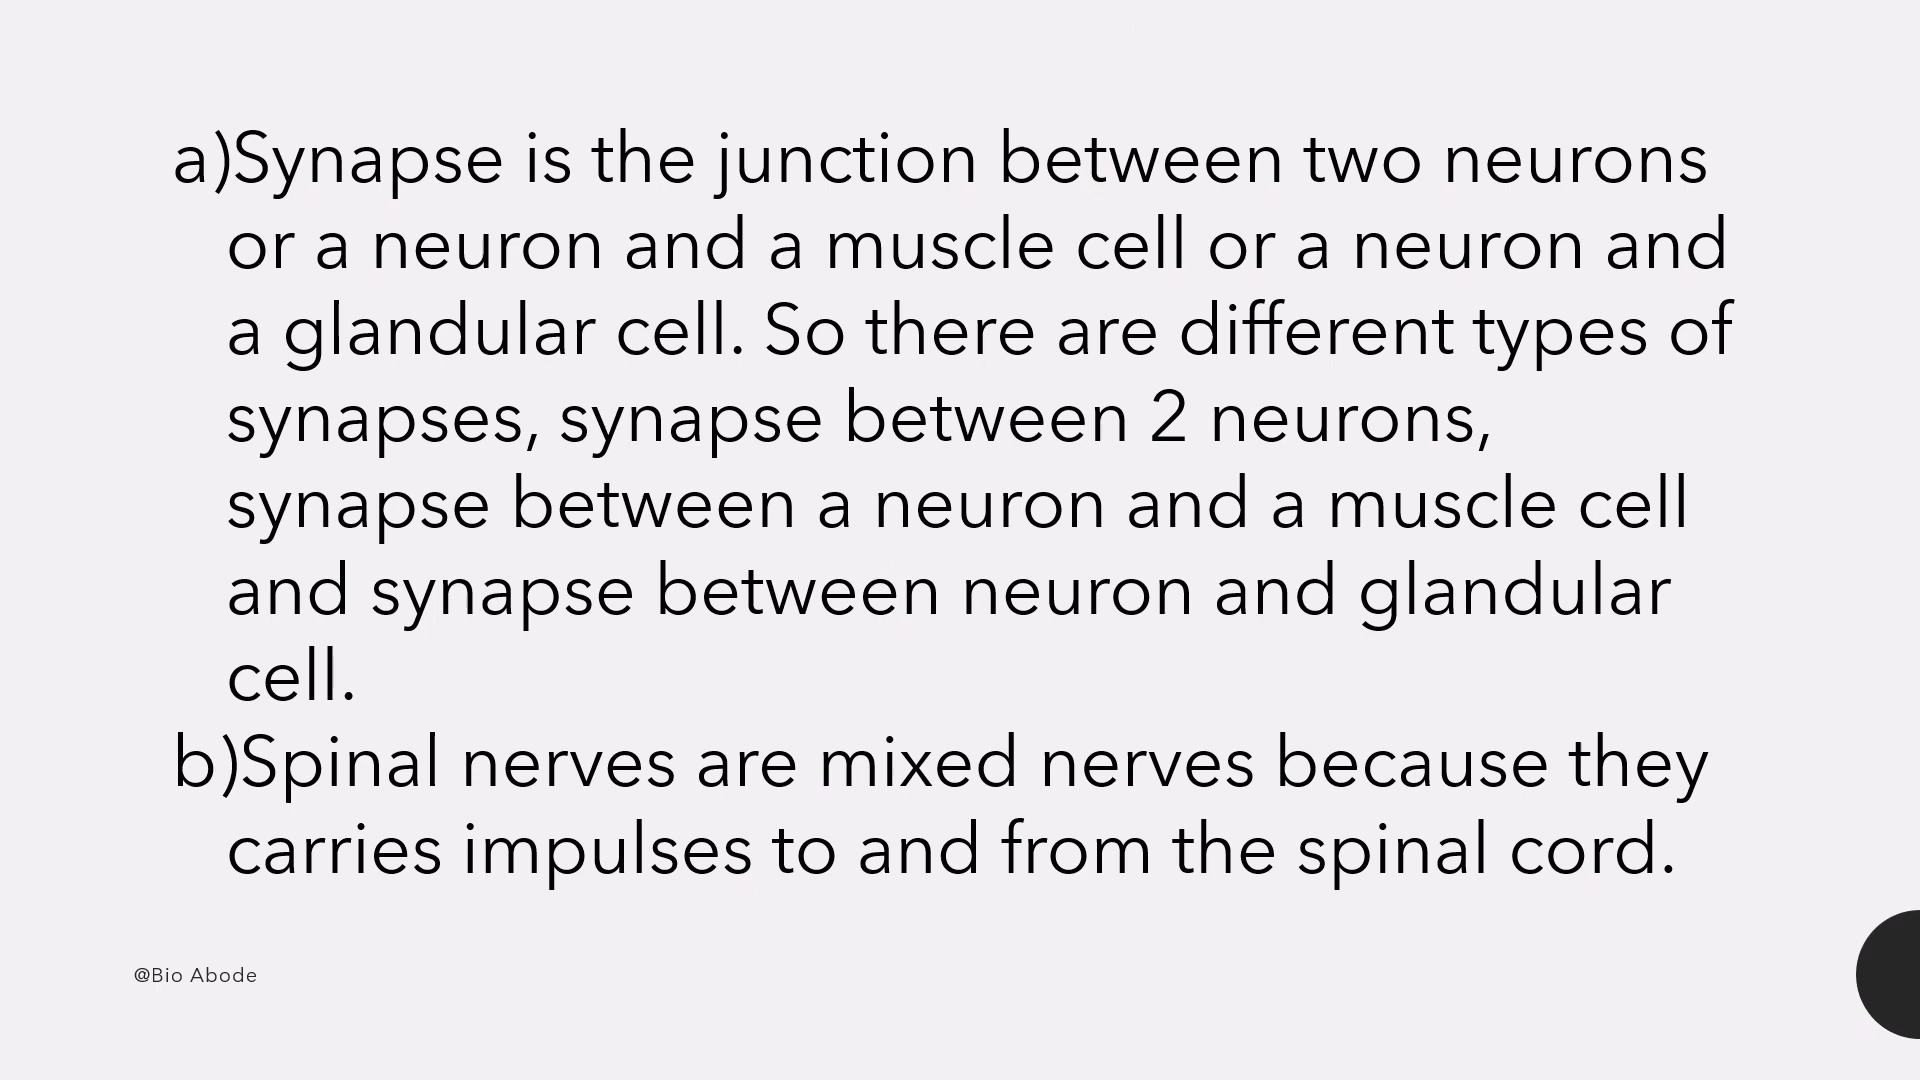 a)Synapse is the junction between two neurons
or a neuron and a muscle cell or a neuron and
a glandular cell. So there are different types of
synapses, synapse between 2 neurons,
synapse between a neuron and a muscle cell
and synapse between neuron and glandular
cell.
b)Spinal nerves are mixed nerves because they
carries impulses to and from the spinal cord.
@Bio Abode